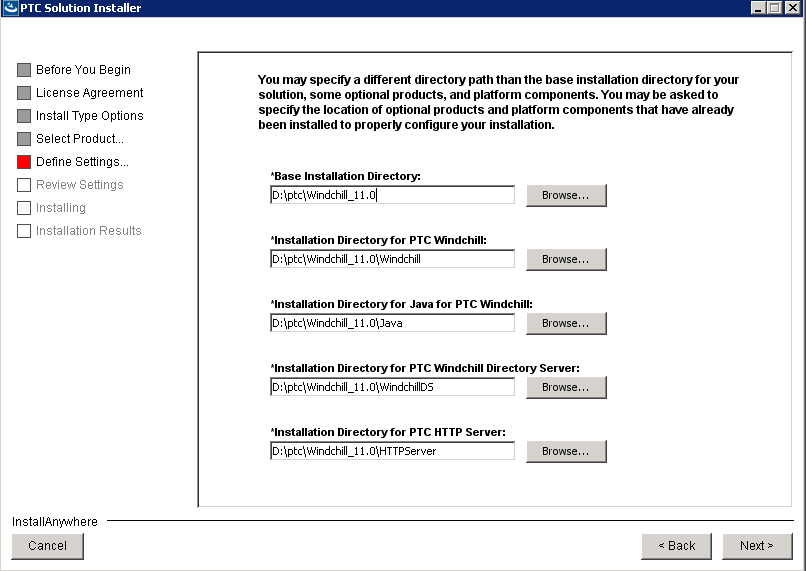 PTC Solution Installer
Before You Begin
License Agreement
Install Type Options
Select Product...
Define Settings...
Review Settings
Installing
Installation Results
You may specify a different directory path than the base installation directory for your
solution, some optional products, and platform components. You may be asked to
specify the location of optional products and platform components that have already
been installed to properly configure your installation.
*Base Installation Directory:
D:\ptc\Windchill_11.0
Browse...
*Installation Directory for PTC Windchill:
D:\ptc\Windchill_11.0\Windchill
Browse...
*Installation Directory for Java for PTC Windchill:
D:\ptc\Windchill_11.0\Java
Browse...
*Installation Directory for PTC Windchill Directory Server:
D:\ptc\Windchill_11.0\WindchillDS
Browse...
*Installation Directory for PTC HTTP Server:
D:\ptc\Windchill_11.0\HTTPServer
Browse...
InstallAnywhere
Cancel
< Back
Next >